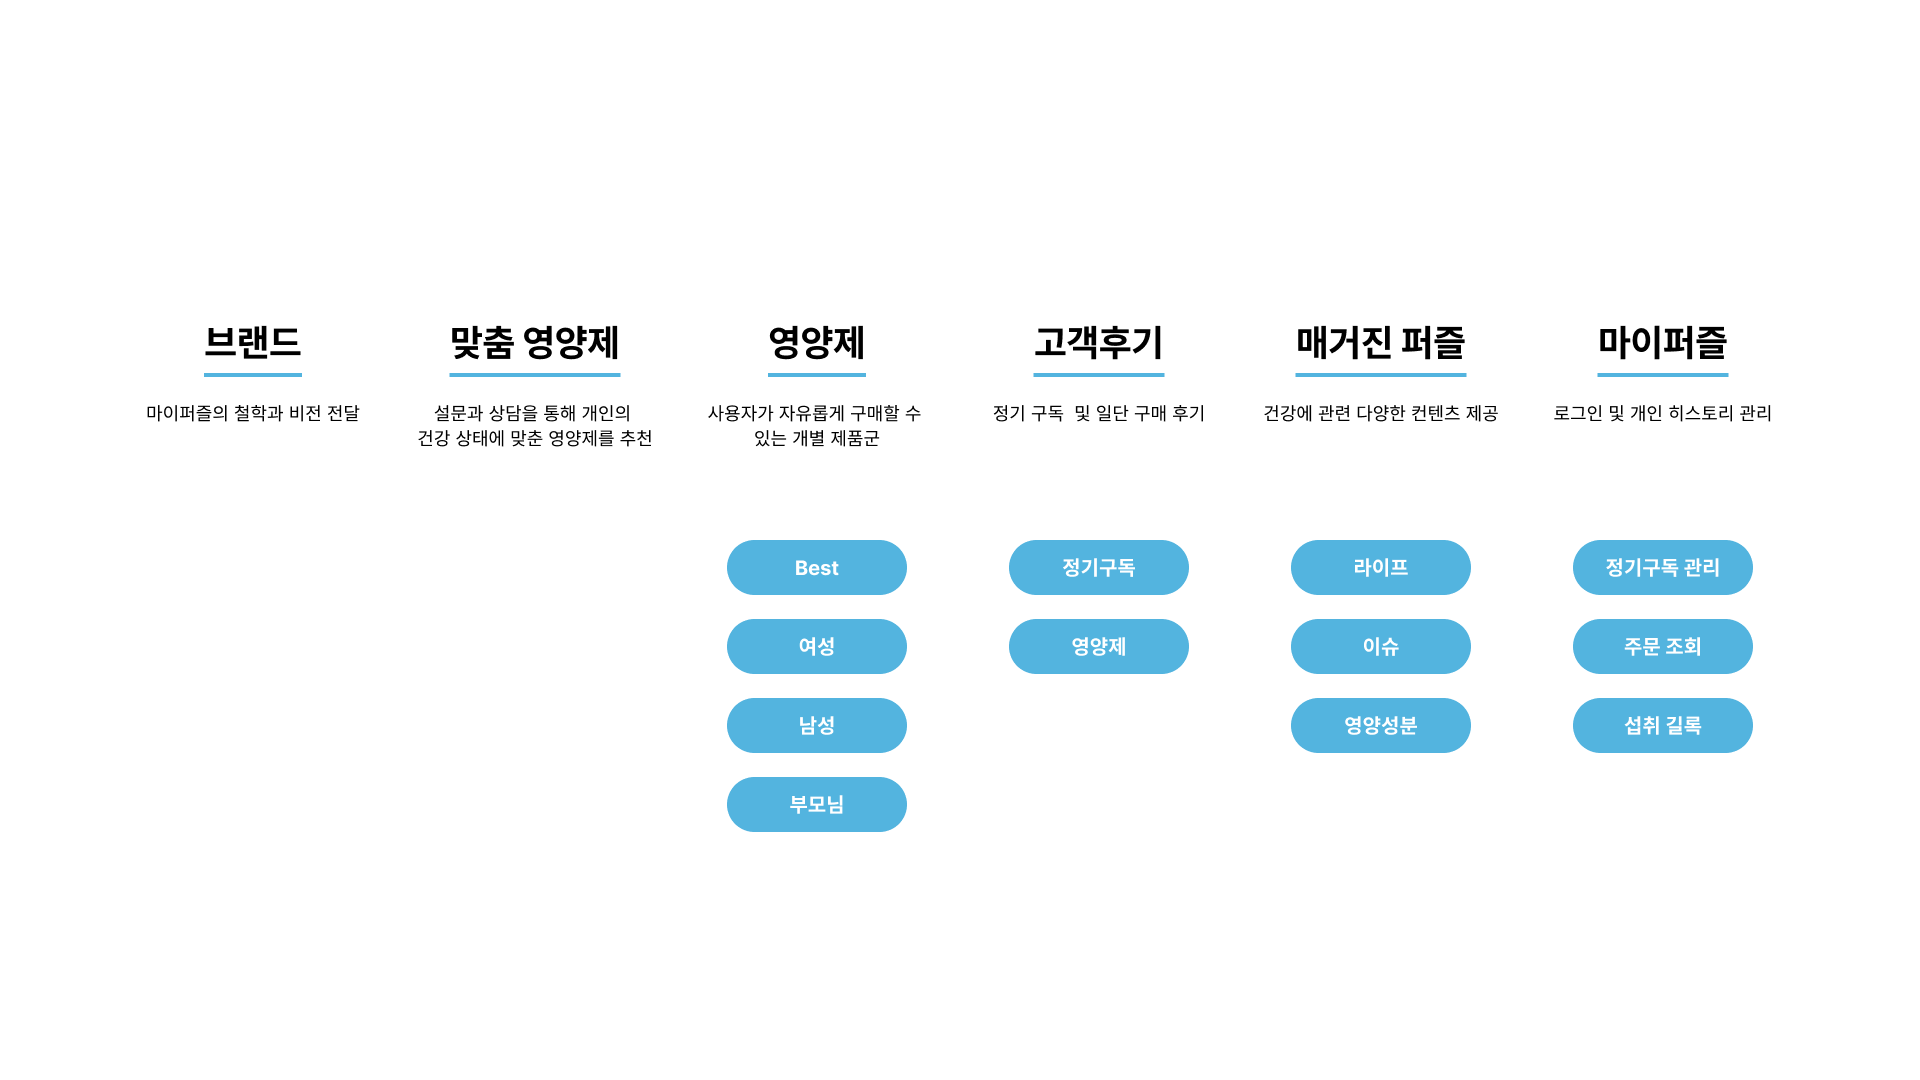 브랜드
마이퍼즐의 철학과 비전 전달
맞춤 영양제
설문과 상담을 통해 개인의
건강 상태에 맞춘 영양제를 추천
영양제
사용자가 자유롭게 구매할 수
있는 개별 제품군
Best
여성
남성
부모님
고객후기
정기 구독  및 일단 구매 후기
정기구독
영양제
매거진 퍼즐
건강에 관련 다양한 컨텐츠 제공
라이프
이슈
영양성분
마이퍼즐
로그인 및 개인 히스토리 관리
정기구독 관리
주문 조회
섭취 길록